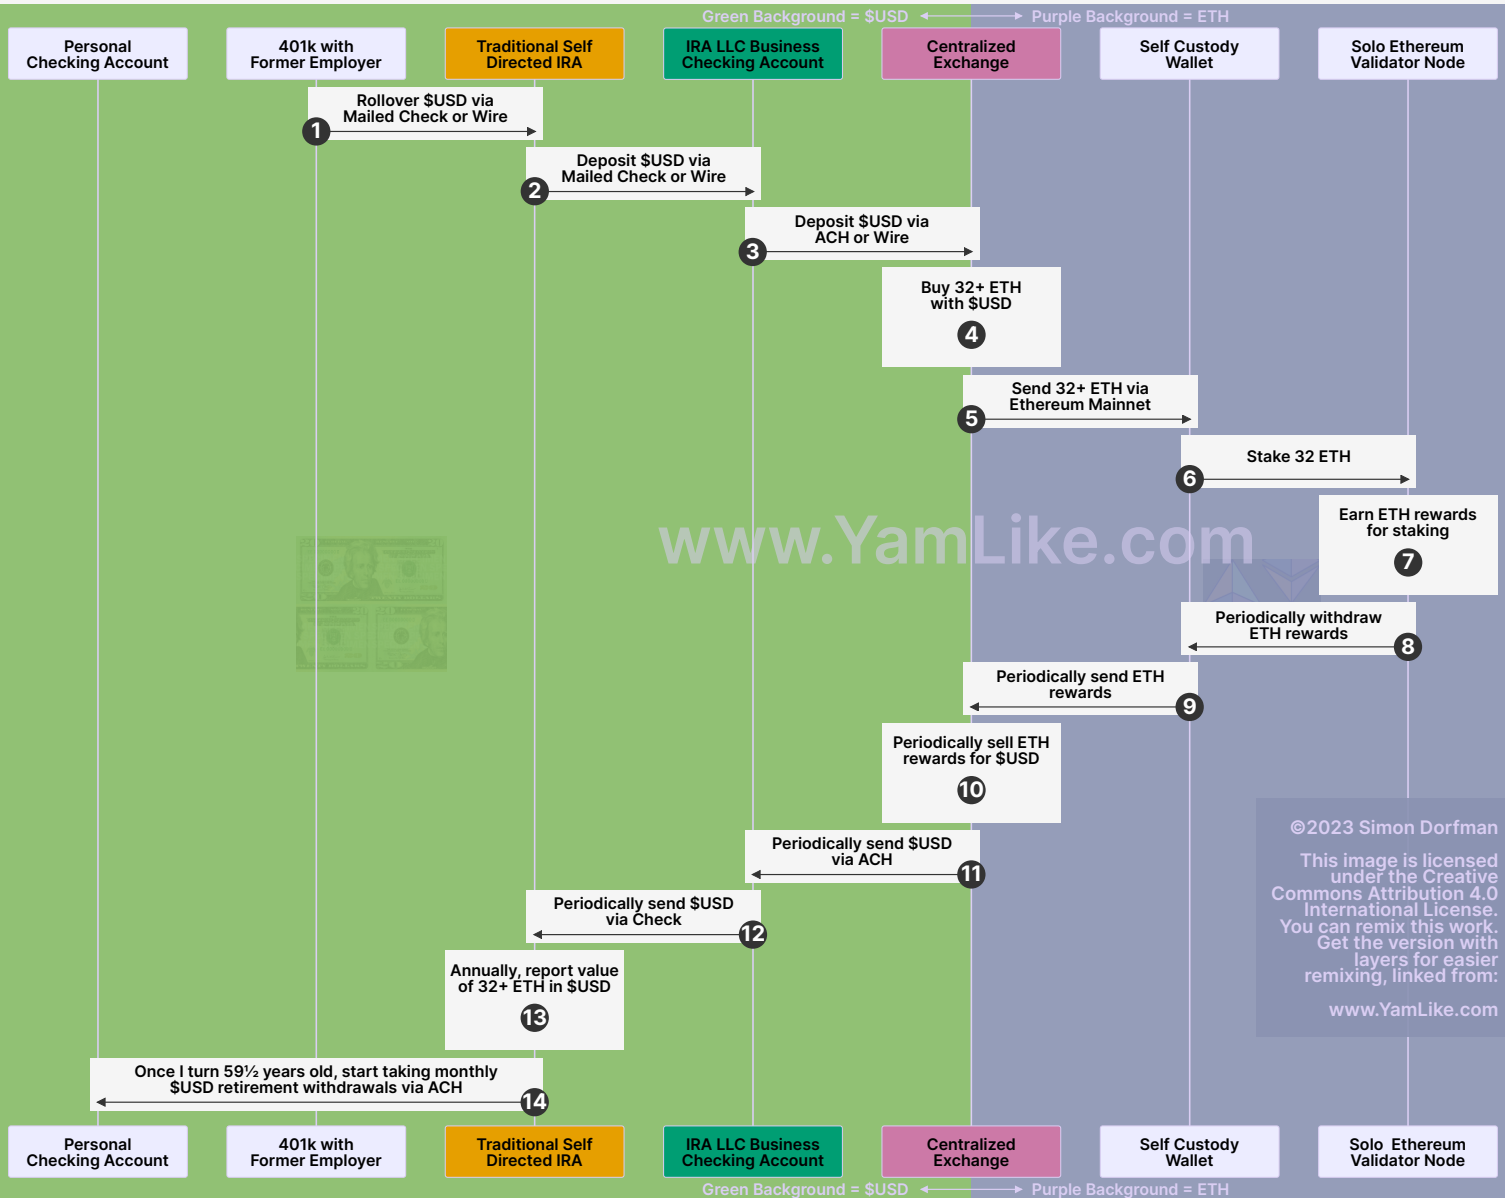 Green Background = $USD
Purple Background = ETH
Personal
Checking Account
401k with
Former Employer
Traditional Self
Directed IRA
IRA LLC Business
Checking Account
Centralized
Exchange
Self Custody
Wallet
Solo Ethereum
Validator Node
Rollover $USD via
Mailed Check or Wire
1
Deposit $USD via
Mailed Check or Wire
2
Deposit $USD via
ACH or Wire
3
Buy 32+ ETH
with $USD
4
Send 32+ ETH via
Ethereum Mainnet
5
Stake 32 ETH
6
www.YamLike.com
Earn ETH rewards
for staking
7
Periodically withdraw
ETH rewards
8
Periodically send ETH
rewards
9
Periodically sell ETH
rewards for $USD
10
Periodically send $USD
via ACH
11
Periodically send $USD
via Check
12
Annually, report value
of 32+ ETH in $USD
13
Once I turn 59½ years old, start taking monthly
$USD retirement withdrawals via ACH
14
©2023 Simon Dorfman
This image is licensed
under the Creative
Commons Attribution 4.0
International License.
You can remix this work.
Get the version with
layers for easier
remixing, linked from:
www.YamLike.com
Personal
Checking Account
401k with
Former Employer
Traditional Self
Directed IRA
IRA LLC Business
Checking Account
Centralized
Exchange
Self Custody
Wallet
Solo Ethereum
Validator Node
Green Background = $USD
Purple Background = ETH